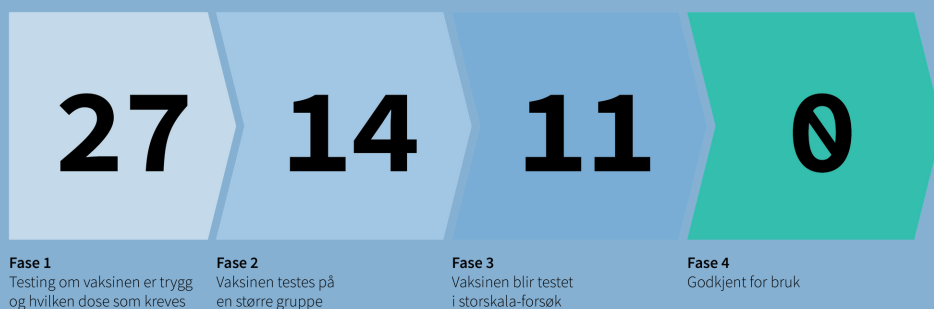 27
14
11
0
Fase 1
Testing om vaksinen er trygg
og hvilken dose som kreves
Fase 2
Vaksinen testes på
en større gruppe
Fase 3
Vaksinen blir testet
i storskala-forsøk
Fase 4
Godkjent for bruk